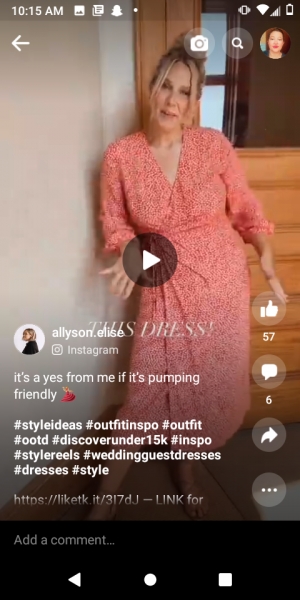 10:15 AM
THIS DRESS!
allyson.elise
Instagram
57
it's a yes from me if it's pumping
friendly
6
#styleideas #outfitinspo #outfit
#ootd #discoverunder15k #inspo
#stylereels #weddingguestdresses
#dresses #style
https://liketk.it/3I7dJ — LINK for
Add a comment…